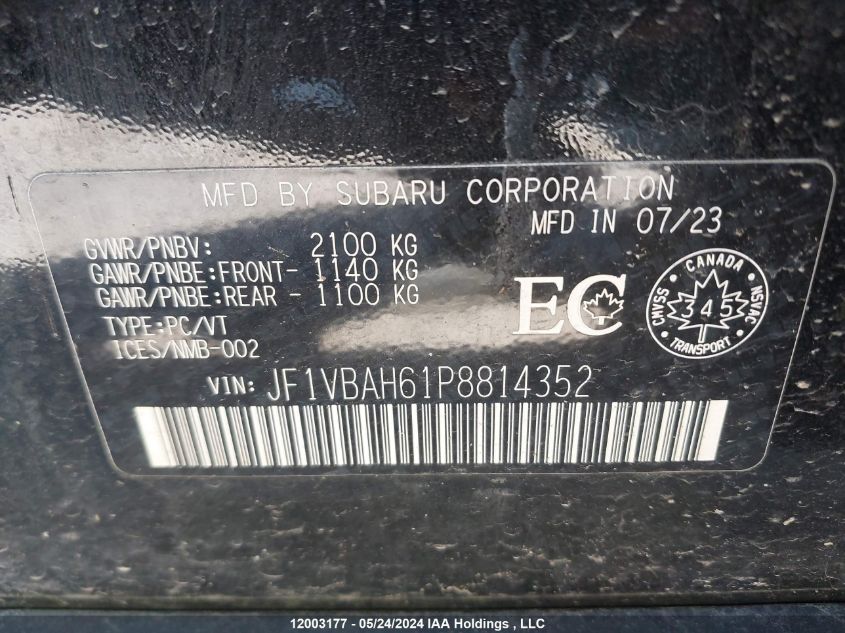 MFD BY SUBARU CORPORATION
MFD IN 07/23
GVWR/PNBV: 2100 KG
GAWR/PNBE:FRONT- 1140 KG
GAWR/PNBE:REAR - 1100 KG
TYPE:PC/VT
ICES/NMB-002
EC
CANADA
CMVSS 345 NSVAC
TRANSPORT
VIN: JF1VBAH61P8814352
12003177 - 05/24/2024 IAA Holdings , LLC